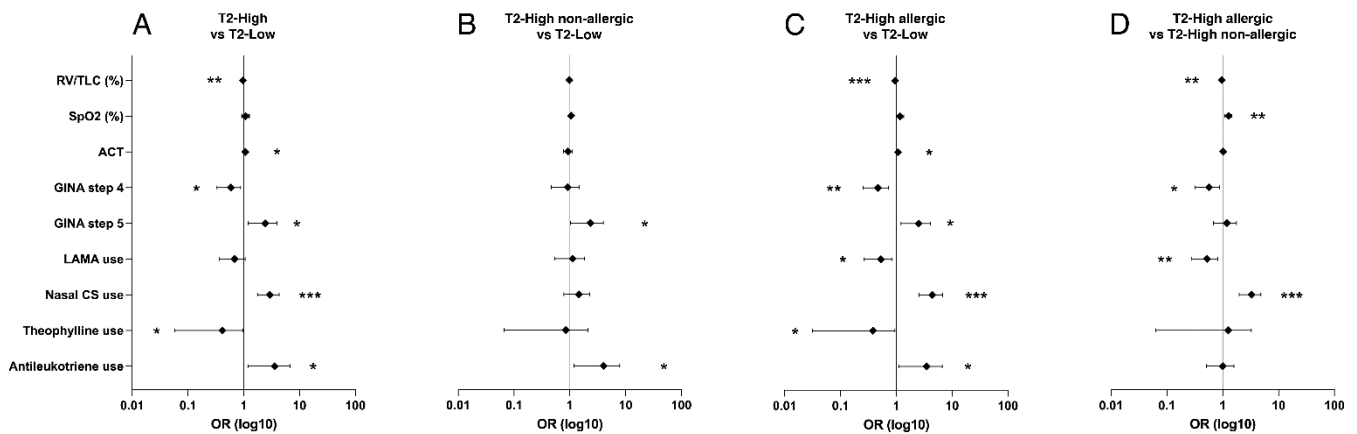 A
T2-High
vs T2-Low
B
T2-High non-allergic
vs T2-Low
C
T2-High allergic
vs T2-Low
D
T2-High allergic
vs T2-High non-allergic
RV/TLC (%)
** *** **
SpO2 (%)
**
ACT
* *
GINA step 4
* ** *
GINA step 5
* * *
LAMA use
* **
Nasal CS use
*** *** ***
Theophylline use
* *
Antileukotriene use
* * *
0.01 0.1 1 10 100 0.01 0.1 1 10 100 0.01 0.1 1 10 100 0.01 0.1 1 10 100
OR (log10) OR (log10) OR (log10) OR (log10)